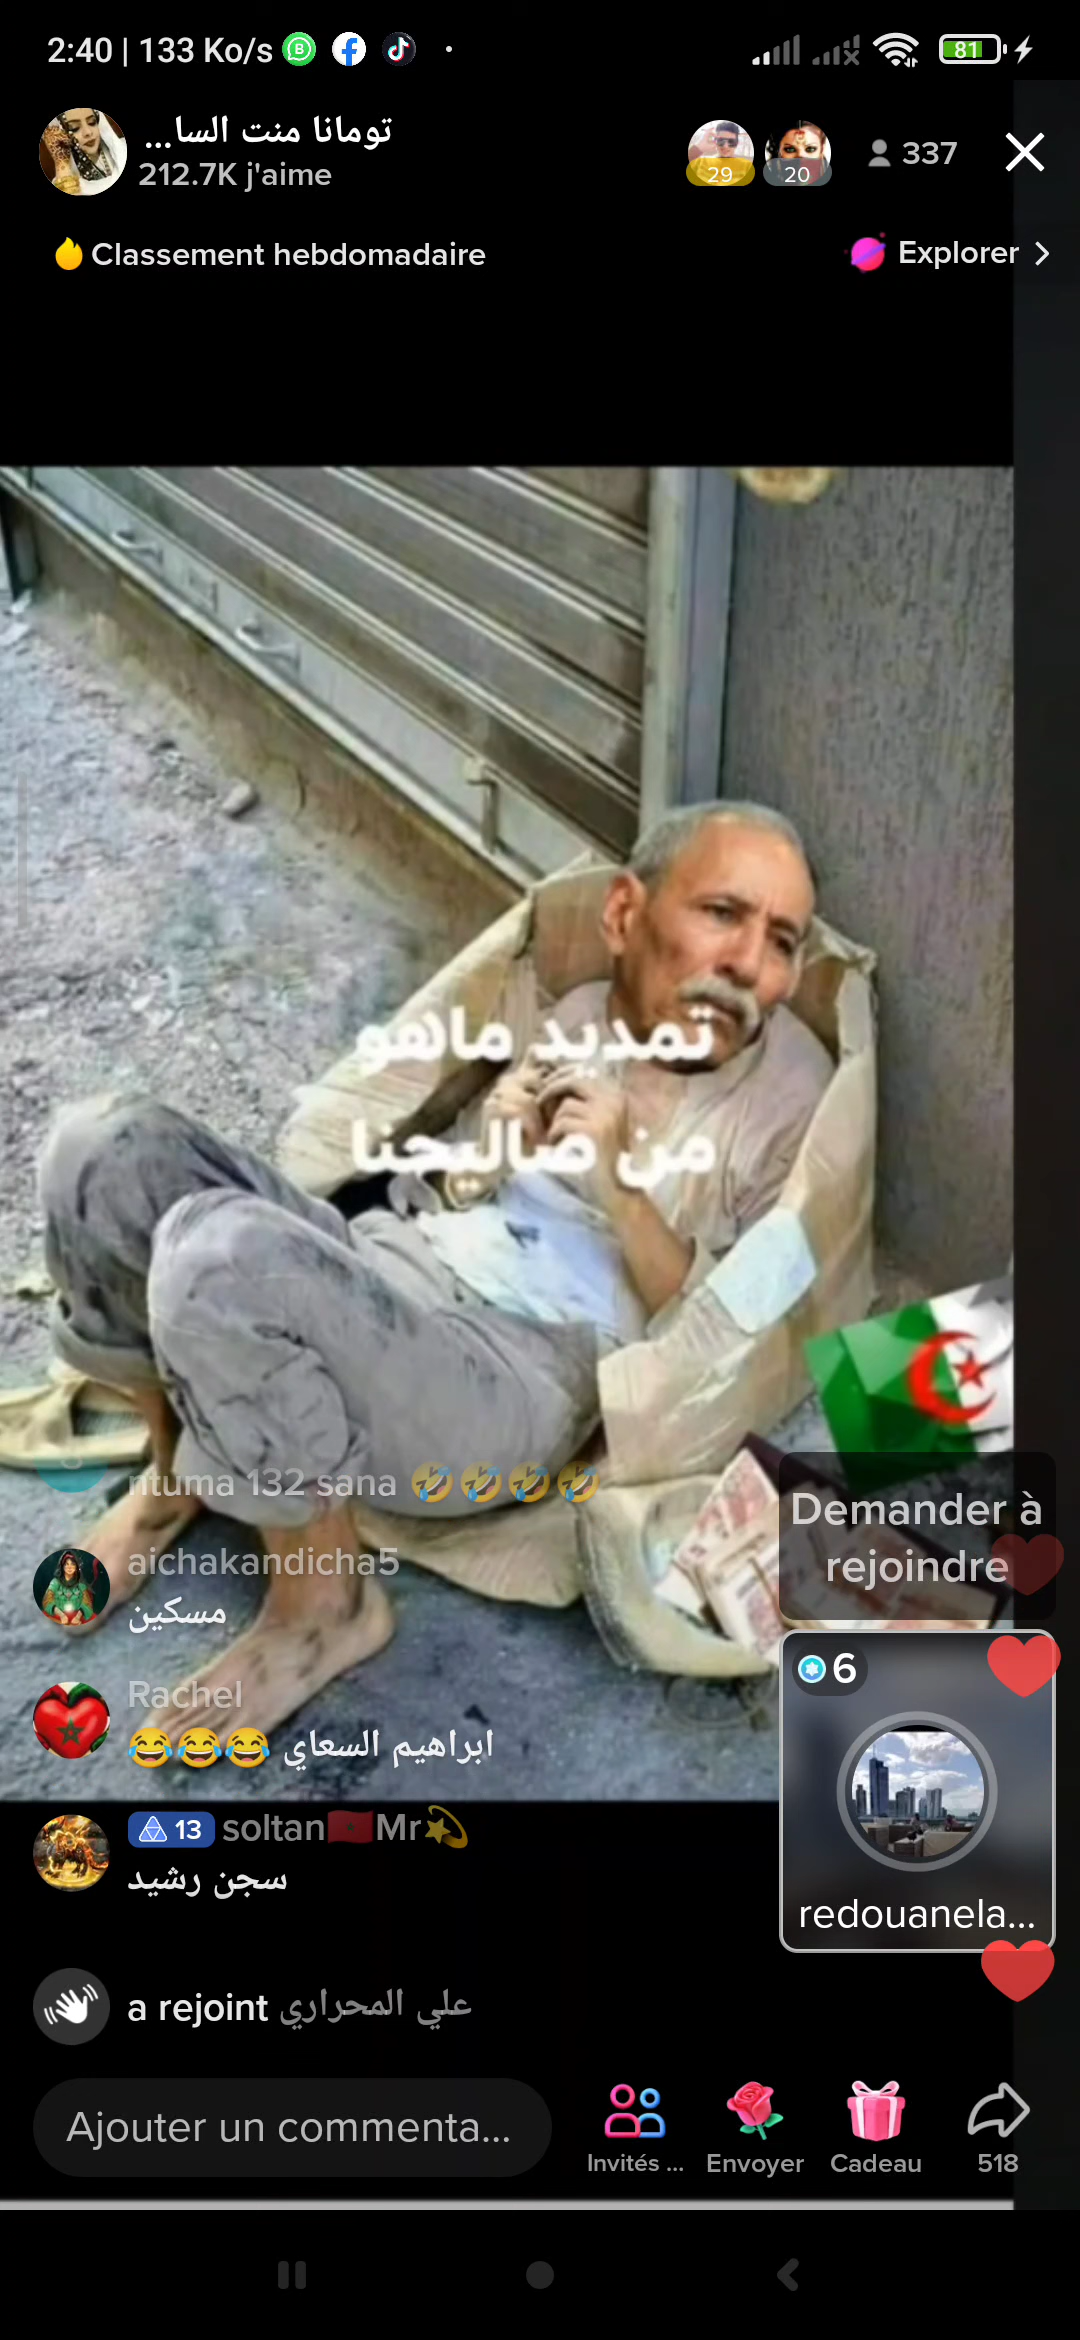 2:40 | 133 Ko/s
81
تومانا منت السا...
212.7K j'aime
29
20
337
Classement hebdomadaire
Explorer
تمديد ماهو
من صاليحنا
ntuma 132 sana 🤣🤣🤣🤣
aichakandicha5
مسكين
Rachel
ابراهيم السعاي 😂😂😂
13 soltan🇲🇦Mr💫
سجن رشيد
علي المحراري a rejoint
Demander à
rejoindre
6
redouanela...
Ajouter un commenta...
Invités ...
Envoyer
Cadeau
518